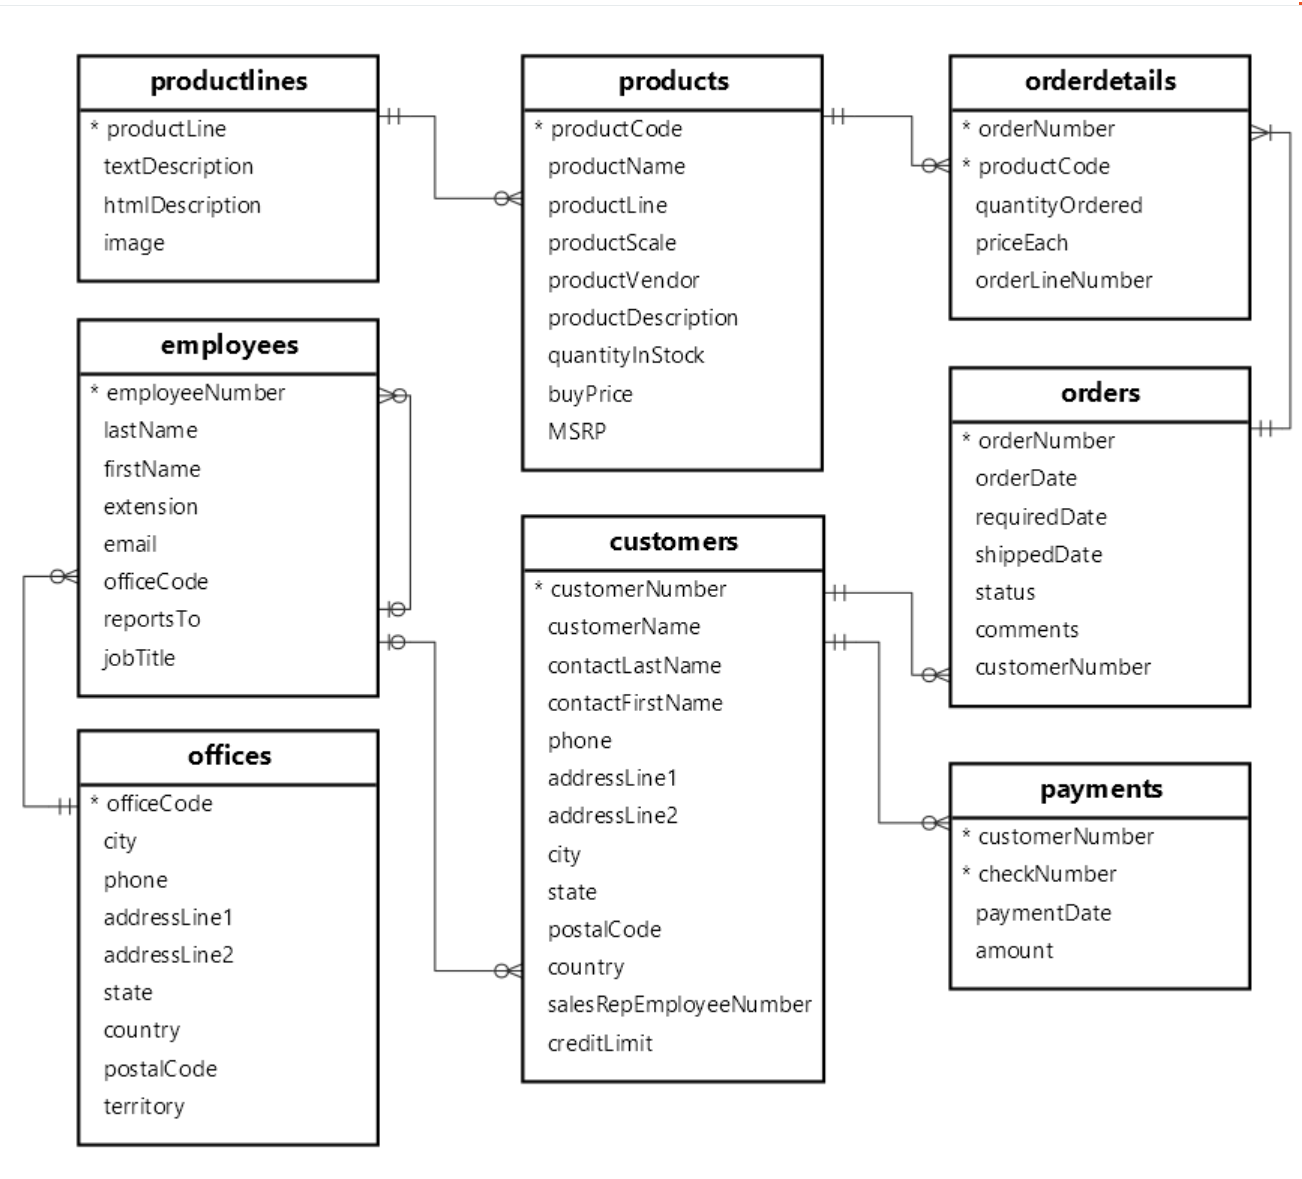 productlines
* productLine
textDescription
htmlDescription
image
products
* productCode
productName
productLine
productScale
productVendor
productDescription
quantityInStock
buyPrice
MSRP
orderdetails
* orderNumber
* productCode
quantityOrdered
priceEach
orderLineNumber
employees
* employeeNumber
lastName
firstName
extension
email
officeCode
reportsTo
jobTitle
customers
* customerNumber
customerName
contactLastName
contactFirstName
phone
addressLine1
addressLine2
city
state
postalCode
country
salesRepEmployeeNumber
creditLimit
orders
* orderNumber
orderDate
requiredDate
shippedDate
status
comments
customerNumber
offices
* officeCode
city
phone
addressLine1
addressLine2
state
country
postalCode
territory
payments
* customerNumber
* checkNumber
paymentDate
amount